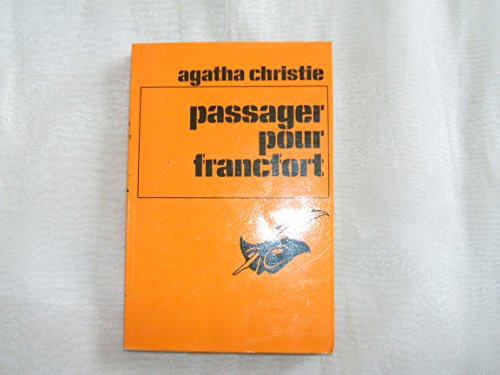 agatha christie
passager
pour
francfort